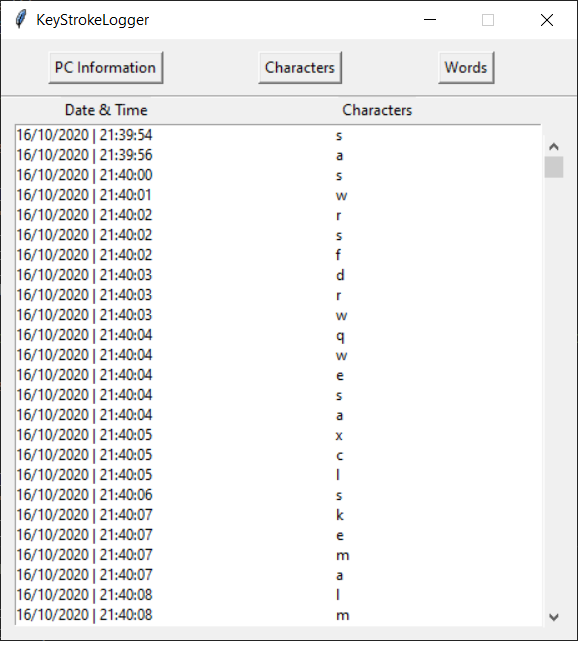 KeyStrokeLogger
PC Information Characters Words
Date & Time Characters
16/10/2020 | 21:39:54 s
16/10/2020 | 21:39:56 a
16/10/2020 | 21:40:00 s
16/10/2020 | 21:40:01 w
16/10/2020 | 21:40:02 r
16/10/2020 | 21:40:02 s
16/10/2020 | 21:40:02 f
16/10/2020 | 21:40:03 d
16/10/2020 | 21:40:03 r
16/10/2020 | 21:40:03 w
16/10/2020 | 21:40:04 q
16/10/2020 | 21:40:04 w
16/10/2020 | 21:40:04 e
16/10/2020 | 21:40:04 s
16/10/2020 | 21:40:04 a
16/10/2020 | 21:40:05 x
16/10/2020 | 21:40:05 c
16/10/2020 | 21:40:05 l
16/10/2020 | 21:40:06 s
16/10/2020 | 21:40:07 k
16/10/2020 | 21:40:07 e
16/10/2020 | 21:40:07 m
16/10/2020 | 21:40:07 a
16/10/2020 | 21:40:08 l
16/10/2020 | 21:40:08 m